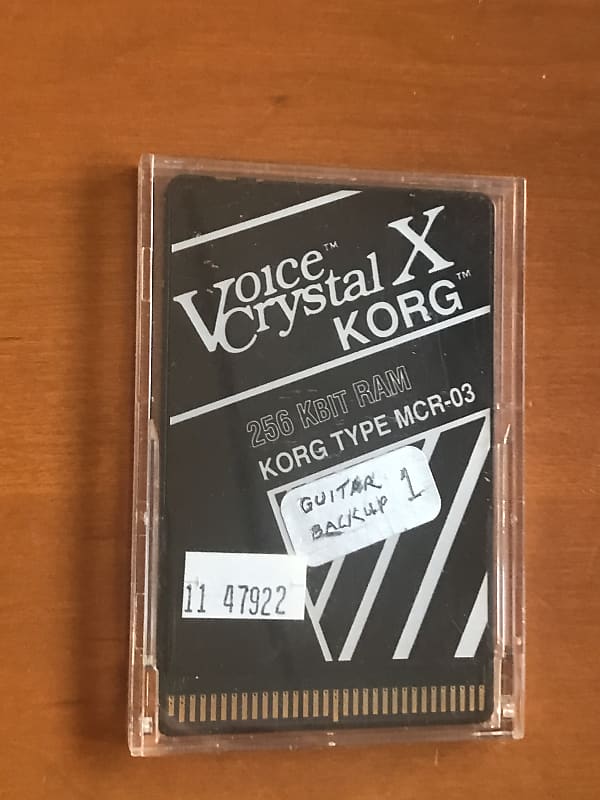 Voice™
Crystal X
KORG™
256 KBIT RAM
KORG TYPE MCR-03
GUITAR
BACKUP 1
11 47922